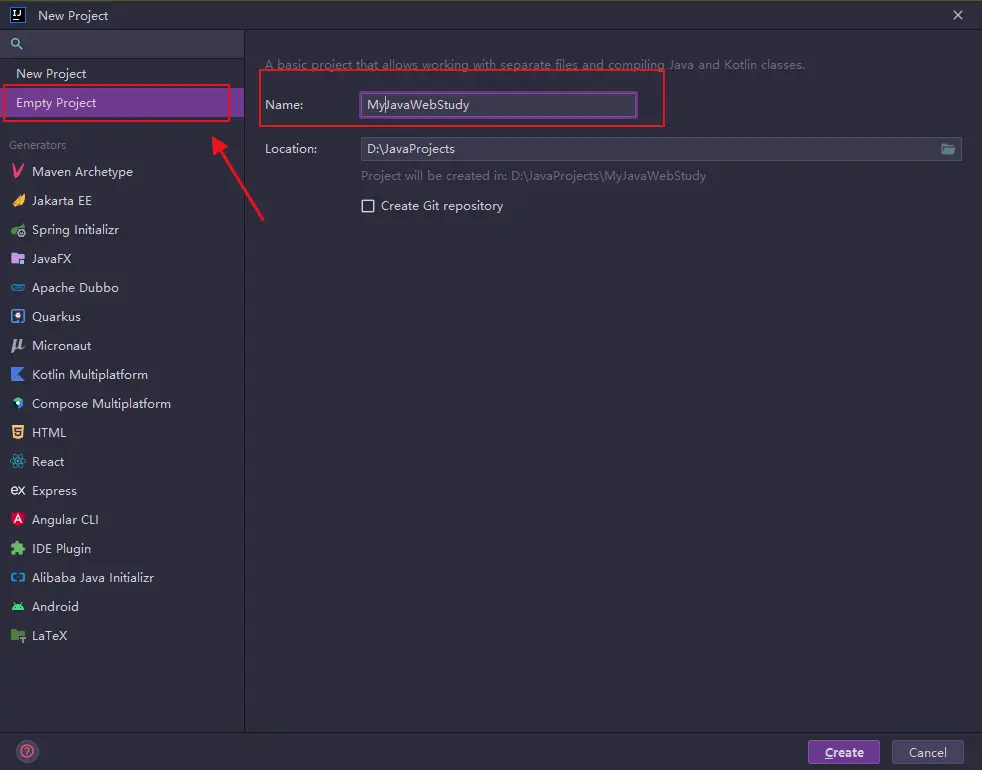 New Project
New Project
Empty Project
Generators
Maven Archetype
Jakarta EE
Spring Initializr
JavaFX
Apache Dubbo
Quarkus
Micronaut
Kotlin Multiplatform
Compose Multiplatform
HTML
React
Express
Angular CLI
IDE Plugin
Alibaba Java Initializr
Android
LaTeX
A basic project that allows working with separate files and compiling Java and Kotlin classes.
Name: MyJavaWebStudy
Location: D:\JavaProjects
Project will be created in: D:\JavaProjects\MyJavaWebStudy
Create Git repository
Create Cancel